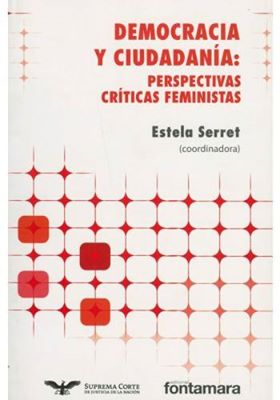 DEMOCRACIA
Y CIUDADANÍA:
PERSPECTIVAS
CRÍTICAS FEMINISTAS
Estela Serret
(coordinadora)
SUPREMA CORTE
DE JUSTICIA DE LA NACIÓN
fontamara